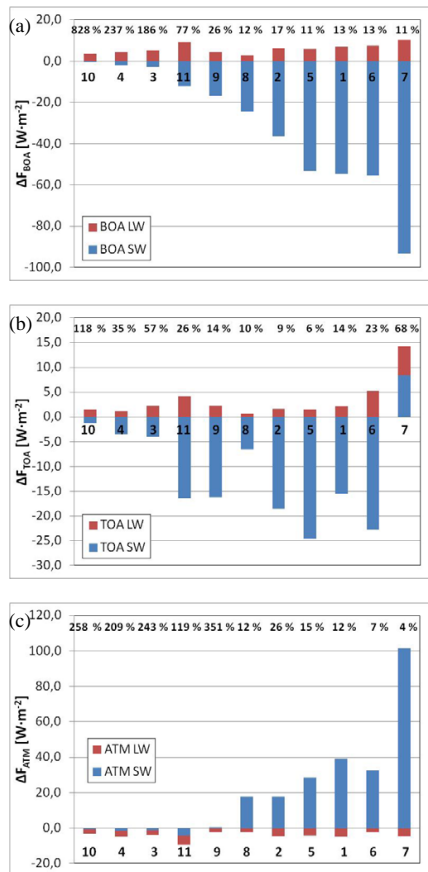 (a)
20,0
828 % 237 % 186 % 77 % 26 % 12 % 17 % 11 % 13 % 13 % 11 %
0,0
10 4 3 11 9 8 2 5 1 6 7
-20,0
-40,0
-60,0
-80,0
-100,0
ΔF_BOA [W·m-2]
BOA LW
BOA SW
(b)
20,0
118 % 35 % 57 % 26 % 14 % 10 % 9 % 6 % 14 % 23 % 68 %
15,0
10,0
5,0
0,0
10 4 3 11 9 8 2 5 1 6 7
-5,0
-10,0
-15,0
-20,0
-25,0
-30,0
ΔF_TOA [W·m-2]
TOA LW
TOA SW
(c)
120,0
258 % 209 % 243 % 119 % 351 % 12 % 26 % 15 % 12 % 7 % 4 %
100,0
80,0
60,0
40,0
20,0
0,0
-20,0
ΔF_ATM [W·m-2]
ATM LW
ATM SW
10 4 3 11 9 8 2 5 1 6 7